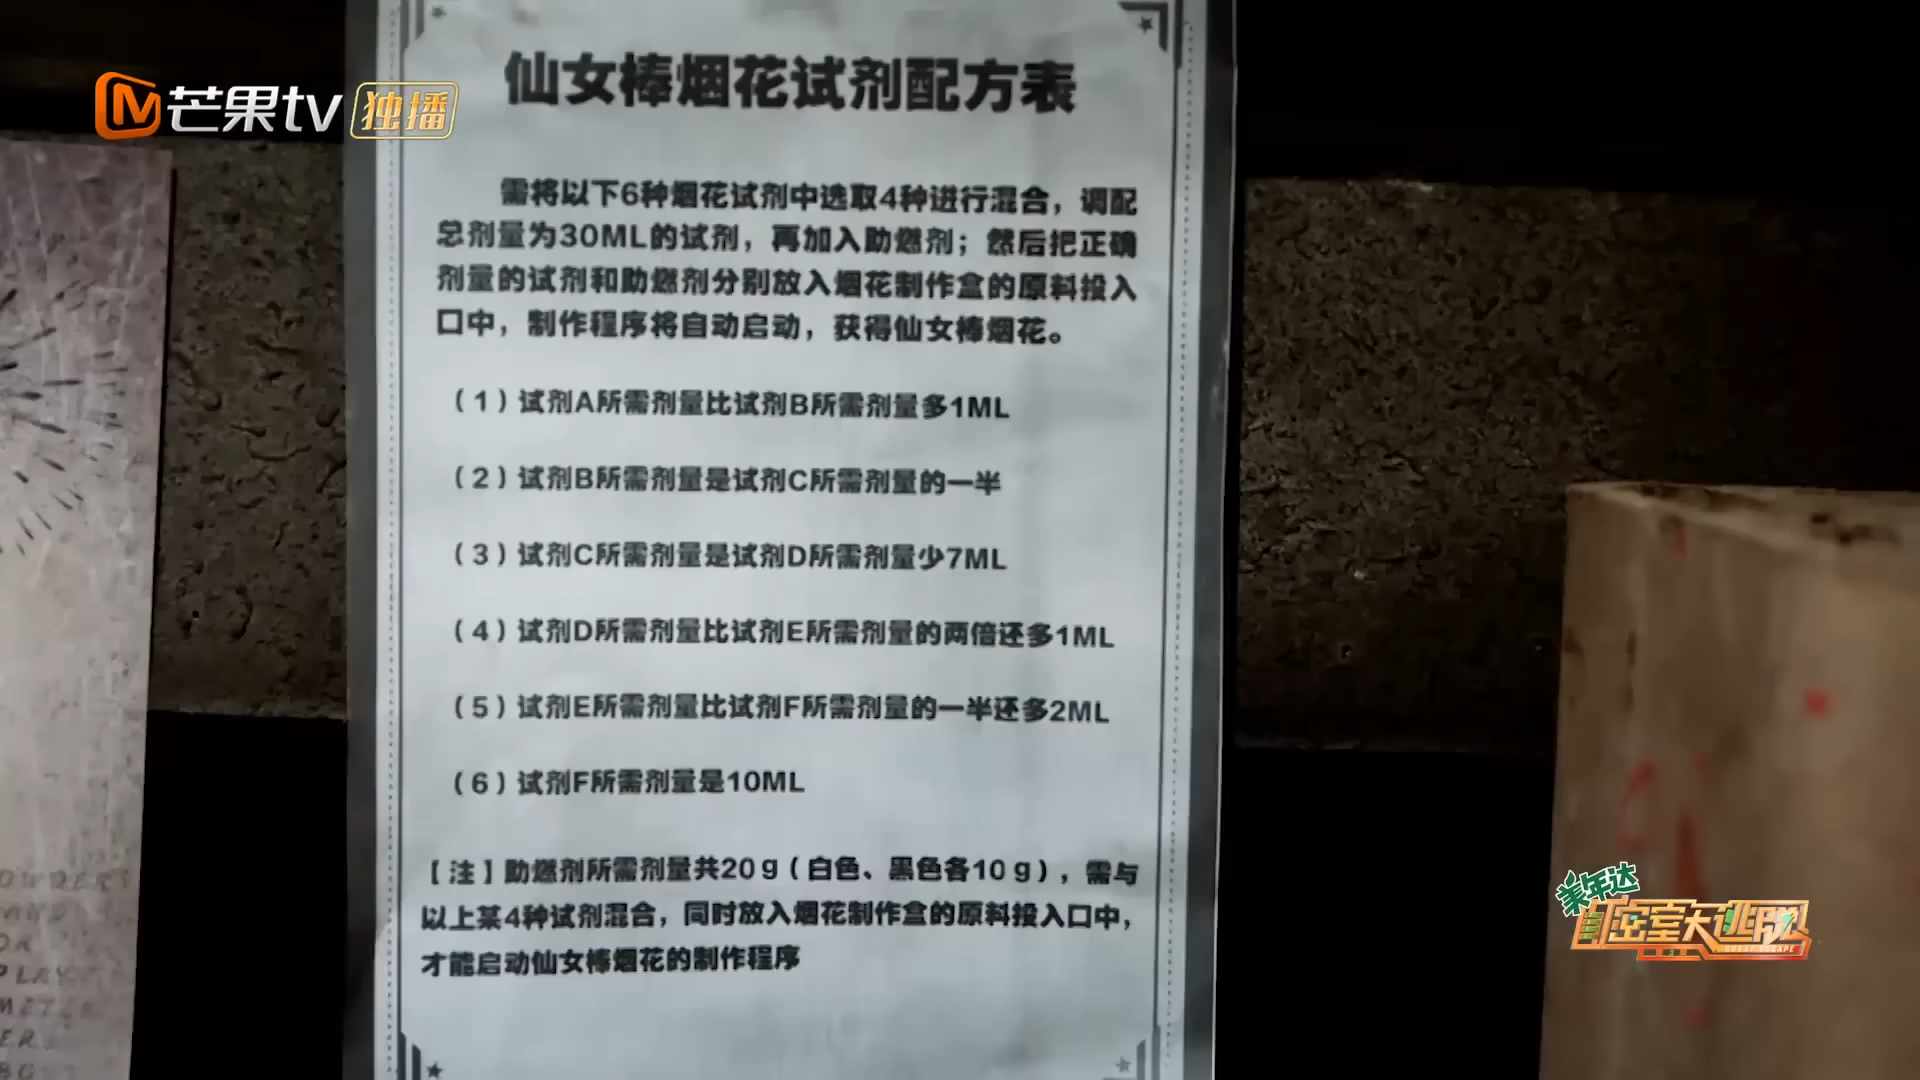 芒果tv 独播
仙女棒烟花试剂配方表
需将以下6种烟花试剂中选取4种进行混合，调配
总剂量为30ML的试剂，再加入助燃剂；然后把正确
剂量的试剂和助燃剂分别放入烟花制作盒的原料投入
口中，制作程序将自动启动，获得仙女棒烟花。
（1）试剂A所需剂量比试剂B所需剂量多1ML
（2）试剂B所需剂量是试剂C所需剂量的一半
（3）试剂C所需剂量是试剂D所需剂量少7ML
（4）试剂D所需剂量比试剂E所需剂量的两倍还多1ML
（5）试剂E所需剂量比试剂F所需剂量的一半还多2ML
（6）试剂F所需剂量是10ML
【注】助燃剂所需剂量共20g（白色、黑色各10g），需与
以上某4种试剂混合，同时放入烟花制作盒的原料投入口中，
才能启动仙女棒烟花的制作程序
美年达
密室大逃脱
GREAT ESCAPE